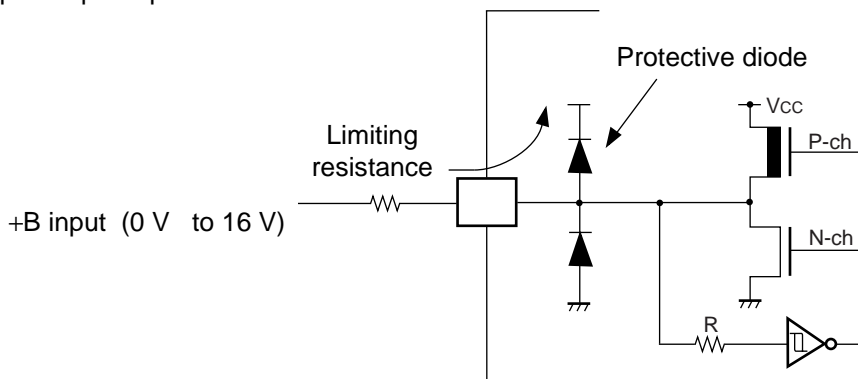 Protective diode
VCC
Limiting
resistance
P-ch
+B input (0 V to 16 V)
N-ch
R